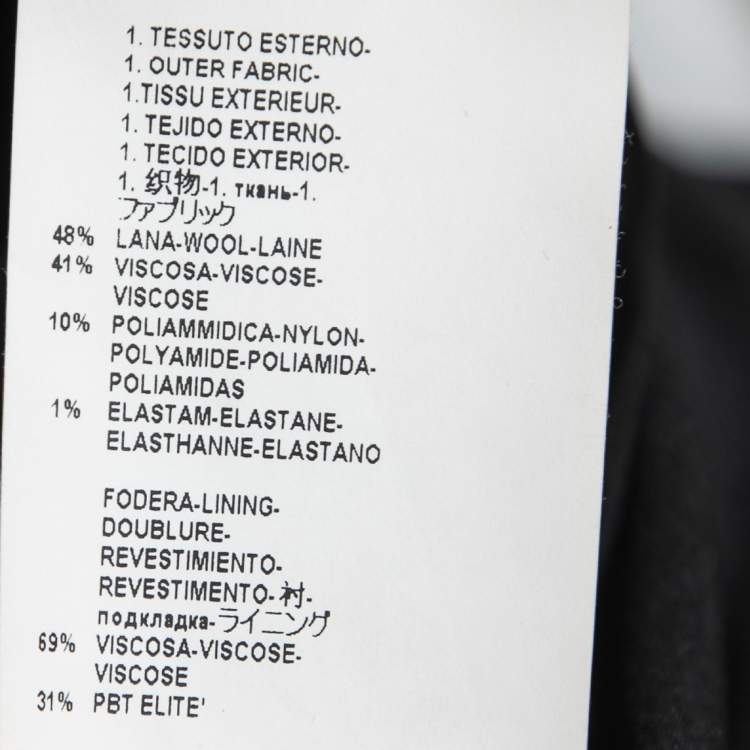 1. TESSUTO ESTERNO-
1. OUTER FABRIC-
1.TISSU EXTERIEUR-
1. TEJIDO EXTERNO-
1. TECIDO EXTERIOR-
1. 织物-1. ткань-1.
ファブリック
48% LANA-WOOL-LAINE
41% VISCOSA-VISCOSE-
VISCOSE
10% POLIAMMIDICA-NYLON-
POLYAMIDE-POLIAMIDA-
POLIAMIDAS
1% ELASTAM-ELASTANE-
ELASTHANNE-ELASTANO
FODERA-LINING-
DOUBLURE-
REVESTIMIENTO-
REVESTIMENTO-衬-
подкладка-ライニング
69% VISCOSA-VISCOSE-
VISCOSE
31% PBT ELITE'